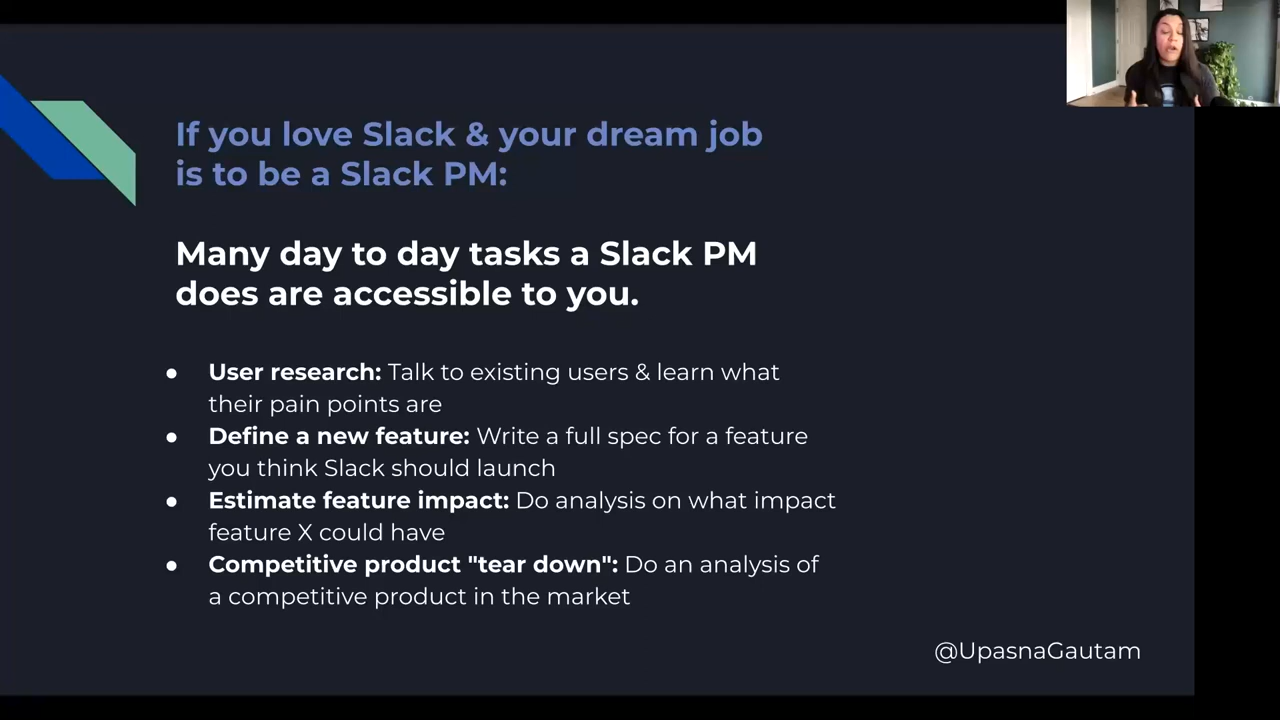 If you love Slack & your dream job
is to be a Slack PM:
Many day to day tasks a Slack PM
does are accessible to you.
● User research: Talk to existing users & learn what
their pain points are
● Define a new feature: Write a full spec for a feature
you think Slack should launch
● Estimate feature impact: Do analysis on what impact
feature X could have
● Competitive product "tear down": Do an analysis of
a competitive product in the market
@UpasnaGautam